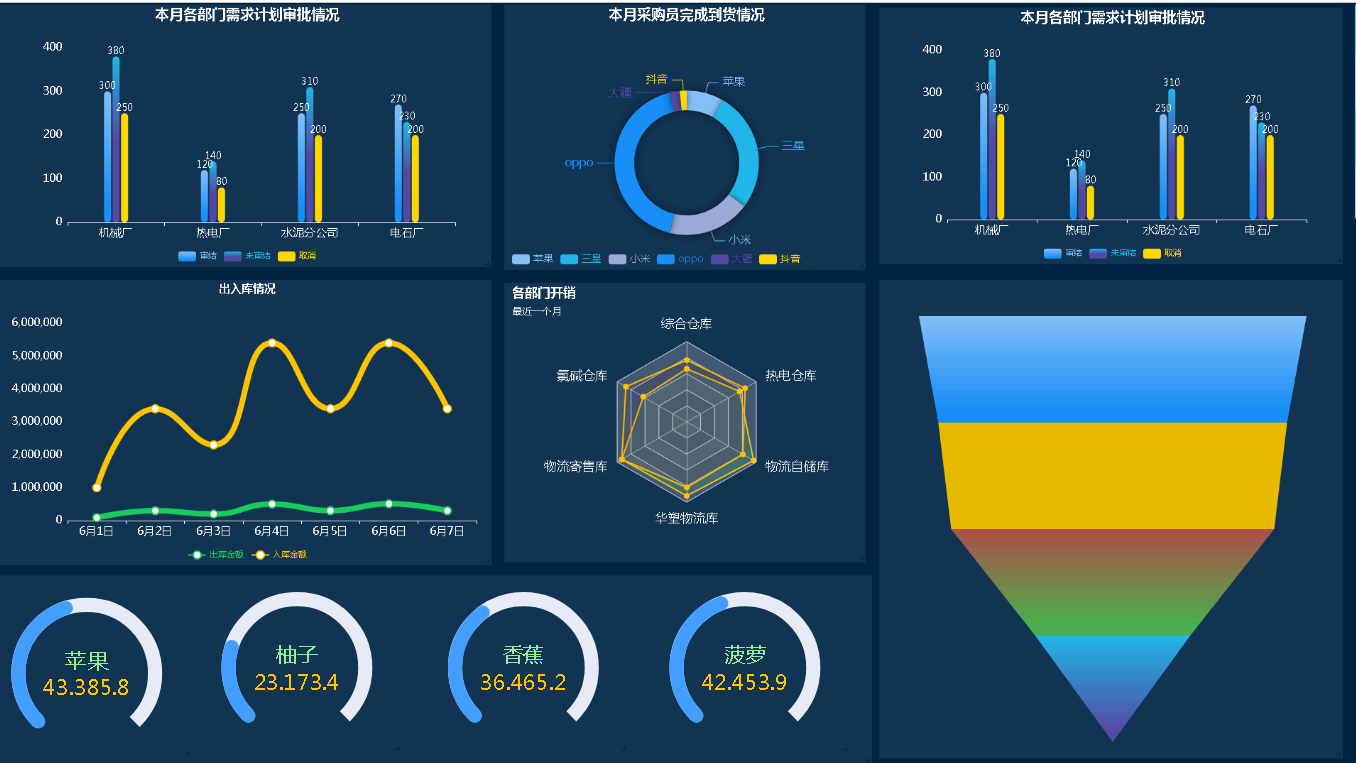 本月各部门需求计划审批情况
400
300
200
100
0
300
380
250
120
140
80
250
310
200
270
230
200
机械厂
热电厂
水泥分公司
电石厂
审结
未审结
取消
本月采购员完成到货情况
抖音
苹果
大疆
三星
oppo
小米
苹果
三星
小米
oppo
大疆
抖音
本月各部门需求计划审批情况
400
300
200
100
0
300
380
250
120
140
80
250
310
200
270
230
200
机械厂
热电厂
水泥分公司
电石厂
审结
未审结
取消
出入库情况
6,000,000
5,000,000
4,000,000
3,000,000
2,000,000
1,000,000
0
6月1日
6月2日
6月3日
6月4日
6月5日
6月6日
6月7日
出库金额
入库金额
各部门开销
最近一个月
综合仓库
氯碱仓库
热电仓库
物流寄售库
物流自储库
华塑物流库
苹果
43.385.8
柚子
23.173.4
香蕉
36.465.2
菠萝
42.453.9